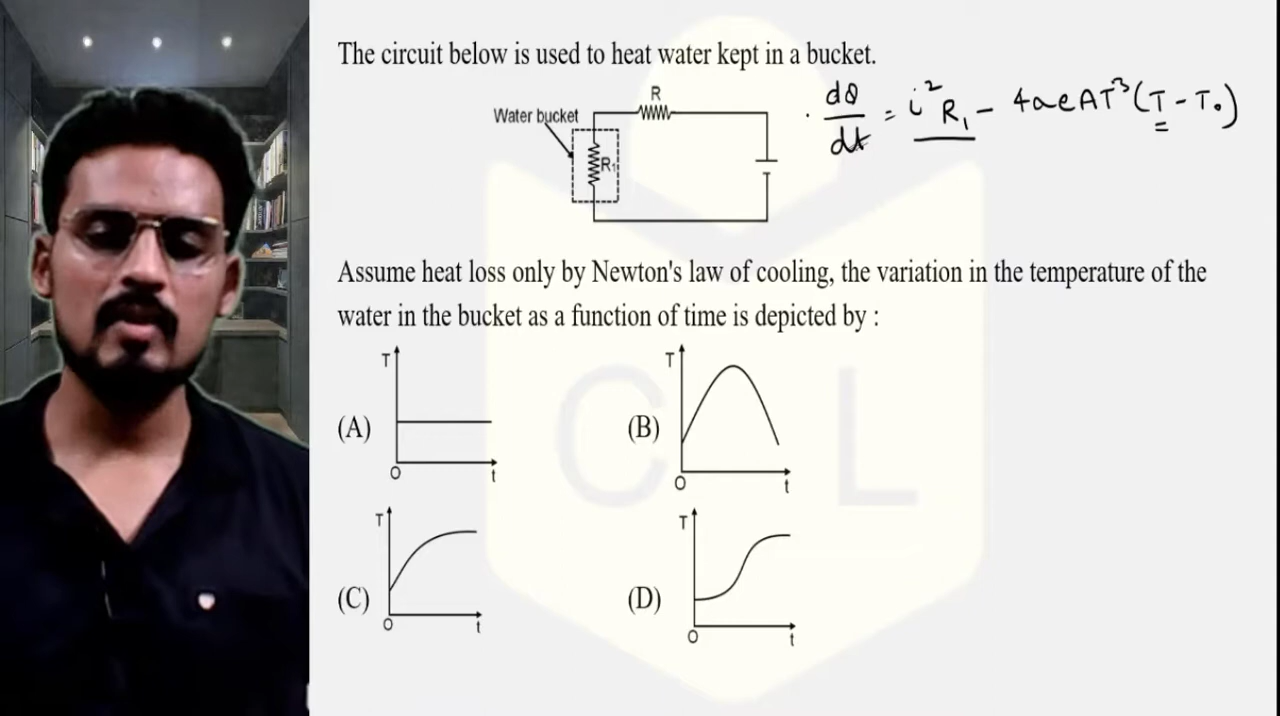 The circuit below is used to heat water kept in a bucket.
R
Water bucket
R₁
dθ/dt = i²R₁ - 4σeAT³(T - T₀)
Assume heat loss only by Newton's law of cooling, the variation in the temperature of the
water in the bucket as a function of time is depicted by :
(A) T O t
(B) T O t
(C) T O t
(D) T O t
C L